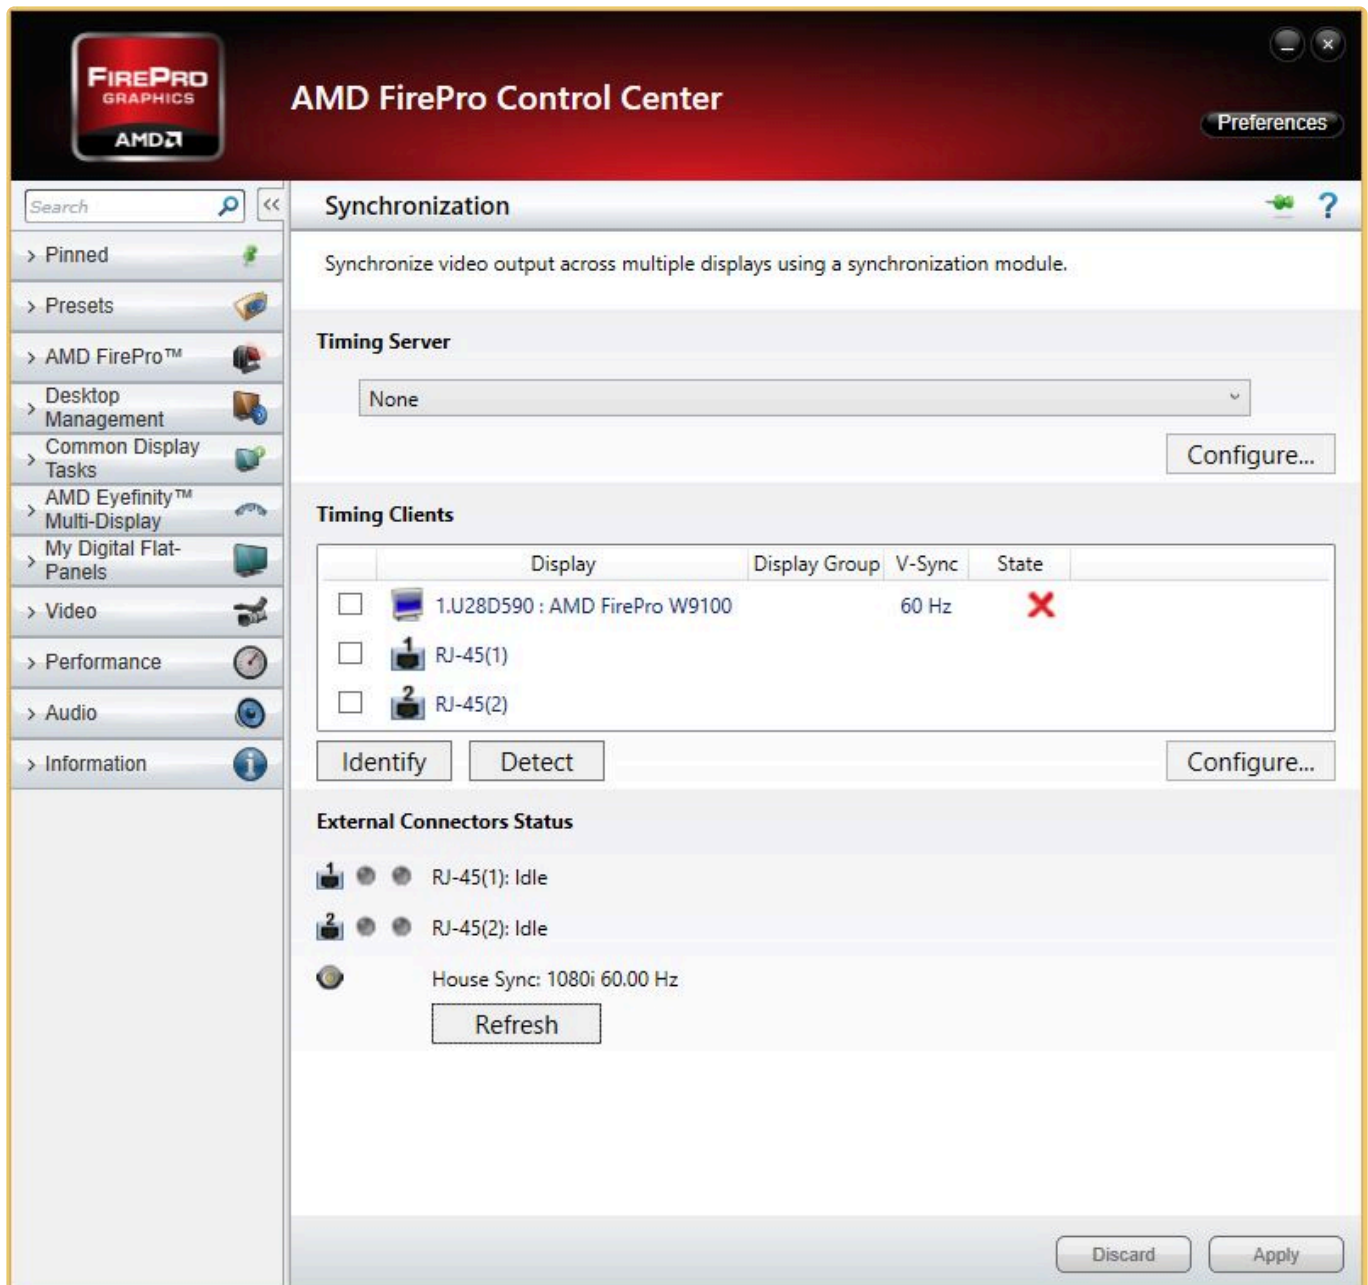 FIREPRO
GRAPHICS
AMD
AMD FirePro Control Center
Preferences
Search
<<
Synchronization
?
> Pinned
Synchronize video output across multiple displays using a synchronization module.
> Presets
Timing Server
> AMD FirePro™
None
> Desktop
Management
Configure...
> Common Display
Tasks
> AMD Eyefinity™
Multi-Display
Timing Clients
> My Digital Flat-
Panels
Display Display Group V-Sync State
> Video
1.U28D590 : AMD FirePro W9100 60 Hz
> Performance
1 RJ-45(1)
> Audio
2 RJ-45(2)
> Information
Identify Detect Configure...
External Connectors Status
1 RJ-45(1): Idle
2 RJ-45(2): Idle
House Sync: 1080i 60.00 Hz
Refresh
Discard Apply